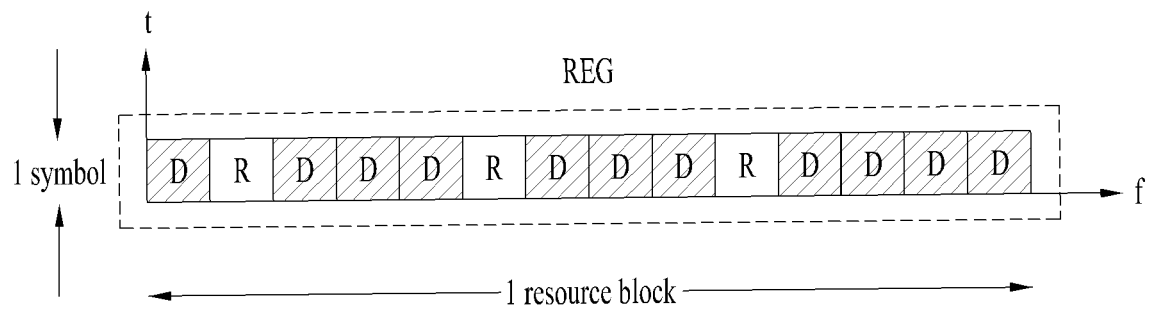 t
REG
1 symbol
D R D D D R D D D R D D D D
f
1 resource block